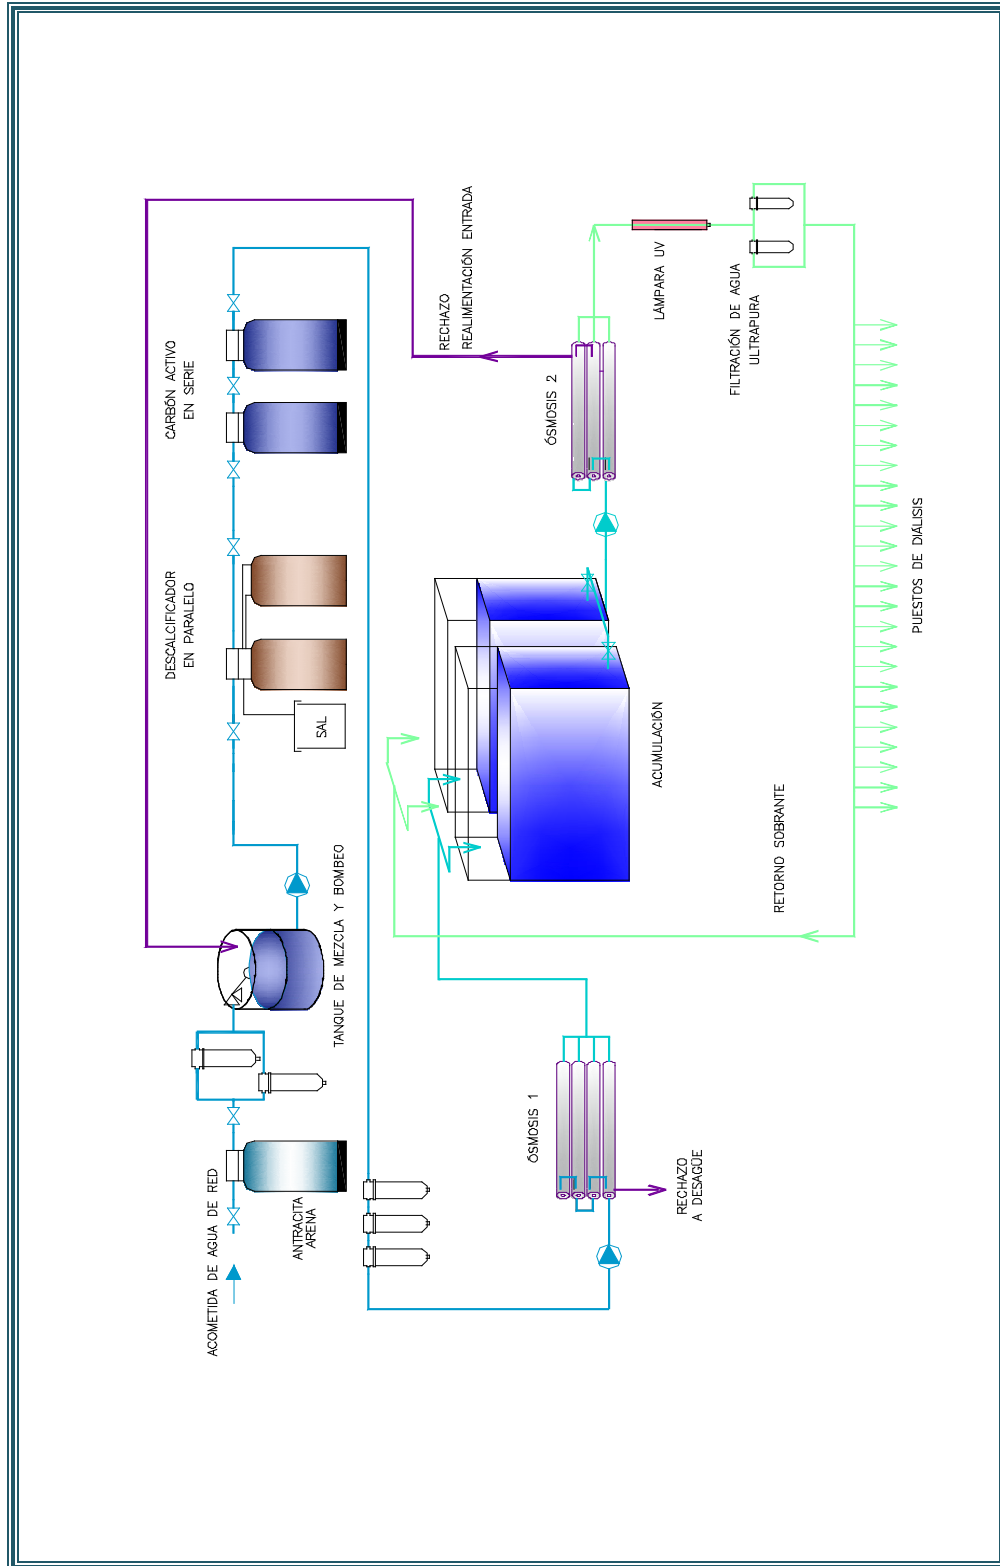 ACOMETIDA DE AGUA DE RED
ANTRACITA
ARENA
TANQUE DE MEZCLA Y BOMBEO
DESCALCIFICADOR
EN PARALELO
SAL
CARBÓN ACTIVO
EN SERIE
RECHAZO
REALIMENTACIÓN ENTRADA
ÓSMOSIS 1
RECHAZO
A DESAGÜE
ACUMULACIÓN
ÓSMOSIS 2
LÁMPARA UV
FILTRACIÓN DE AGUA
ULTRAPURA
RETORNO SOBRANTE
PUESTOS DE DIÁLISIS